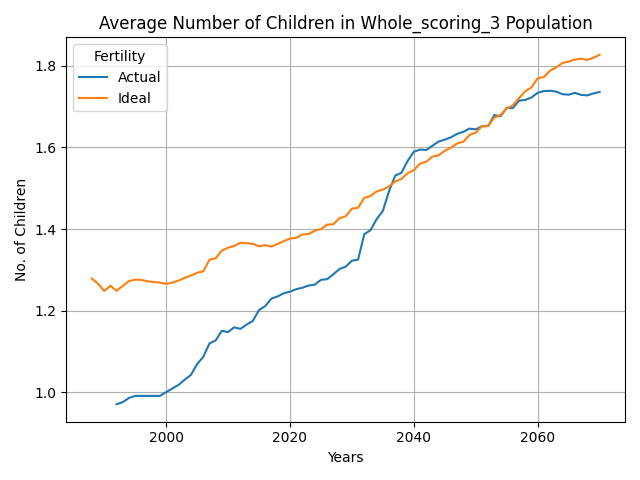 Average Number of Children in Whole_scoring_3 Population
Fertility
Actual
Ideal
No. of Children
1.8
1.6
1.4
1.2
1.0
2000 2020 2040 2060
Years